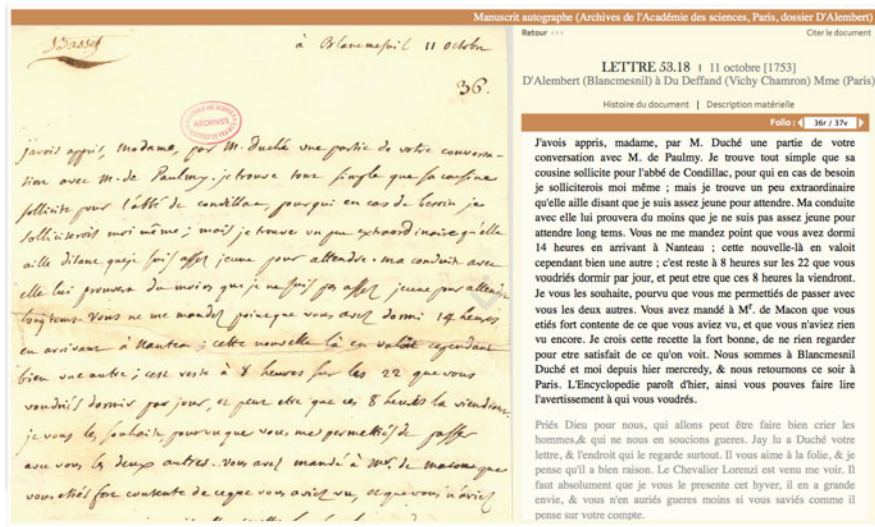 Manuscrit autographe (Archives de l'Académie des sciences, Paris, dossier D'Alembert)
Basset
à Blancmesnil 11 octobre
36.
ARCHIVES
j'avois appris, madame, par M. Duché une partie de votre conversa-
tion avec M. de Paulmy. je trouve tout simple que sa cousine
sollicite pour l'abbé de condillac, pour qui en cas de besoin je
solliciterois moi même ; mais je trouve un peu extraordinaire qu'elle
aille disant que je suis assez jeune pour attendre. ma conduite avec
elle lui prouvera du moins que je ne suis pas assez jeune pour attendre
long tems. vous ne me mandez point que vous avez dormi 14 heures
en arrivant à Nanteau ; cette nouvelle là en valoit cependant
bien une autre ; c'est reste à 8 heures sur les 22 que vous
voudriés dormir par jour, et peut etre que ces 8 heures la viendront.
je vous les souhaite, pourvu que vous me permettiés de passer
avec vous les deux autres. vous avez mandé à Mr. de macon que
vous etiés fort contente de ce que vous aviez vu, et que vous n'aviez
Retour <<<
Citer le document
LETTRE 53.18 | 11 octobre [1753]
D'Alembert (Blancmesnil) à Du Deffand (Vichy Chamron) Mme (Paris)
Histoire du document | Description matérielle
Folio : 36r / 37v
J'avois appris, madame, par M. Duché une partie de votre
conversation avec M. de Paulmy. Je trouve tout simple que sa
cousine sollicite pour l'abbé de Condillac, pour qui en cas de besoin
je solliciterois moi même ; mais je trouve un peu extraordinaire
qu'elle aille disant que je suis assez jeune pour attendre. Ma conduite
avec elle lui prouvera du moins que je ne suis pas assez jeune pour
attendre long tems. Vous ne me mandez point que vous avez dormi
14 heures en arrivant à Nanteau ; cette nouvelle-là en valoit
cependant bien une autre ; c'est reste à 8 heures sur les 22 que vous
voudriés dormir par jour, et peut etre que ces 8 heures la viendront.
Je vous les souhaite, pourvu que vous me permettiés de passer avec
vous les deux autres. Vous avez mandé à Mr. de Macon que vous
etiés fort contente de ce que vous aviez vu, et que vous n'aviez rien
vu encore. Je crois cette recette la fort bonne, de ne rien regarder
pour etre satisfait de ce qu'on voit. Nous sommes à Blancmesnil
Duché et moi depuis hier mercredy, & nous retournons ce soir à
Paris. L'Encyclopedie paroît d'hier, ainsi vous pouves faire lire
l'avertissement à qui vous voudrés.
Priés Dieu pour nous, qui allons peut être faire bien crier les
hommes,& qui ne nous en soucions gueres. Jay lu a Duché votre
lettre, & l'endroit qui le regarde surtout. Il vous aime à la folie, & je
pense qu'il a bien raison. Le Chevalier Lorenzi est venu me voir. Il
faut absolument que je vous le presente cet hyver, il en a grande
envie, & vous n'en auriés gueres moins si vous saviés comme il
pense sur votre compte.